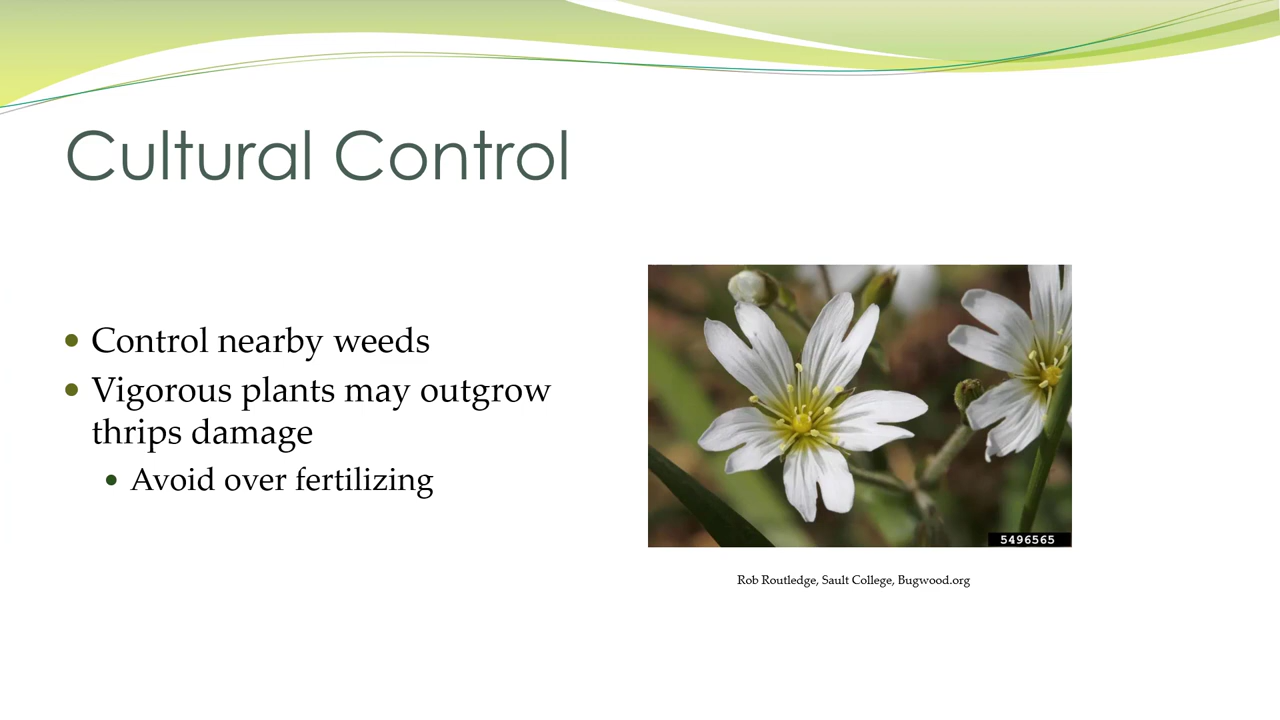 Cultural Control
Control nearby weeds
Vigorous plants may outgrow
thrips damage
Avoid over fertilizing
5496565
Rob Routledge, Sault College, Bugwood.org